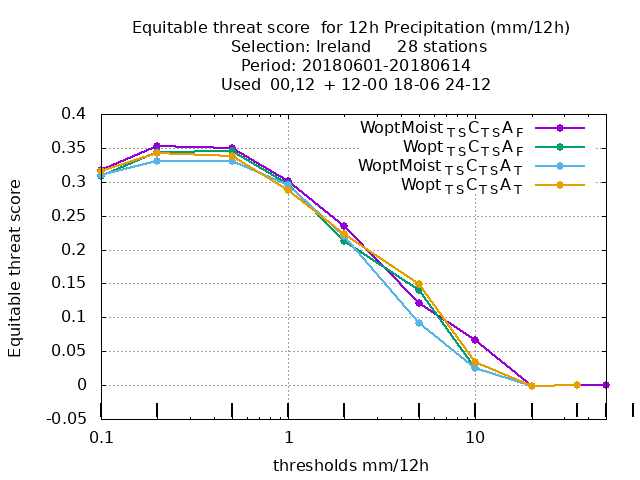 Equitable threat score for 12h Precipitation (mm/12h)
Selection: Ireland 28 stations
Period: 20180601-20180614
Used 00,12 + 12-00 18-06 24-12
Equitable threat score
0.4
0.35
0.3
0.25
0.2
0.15
0.1
0.05
0
-0.05
WoptMoist TS C TS A F
Wopt TS C TS A F
WoptMoist TS C TS A T
Wopt TS C TS A T
0.1 1 10
thresholds mm/12h